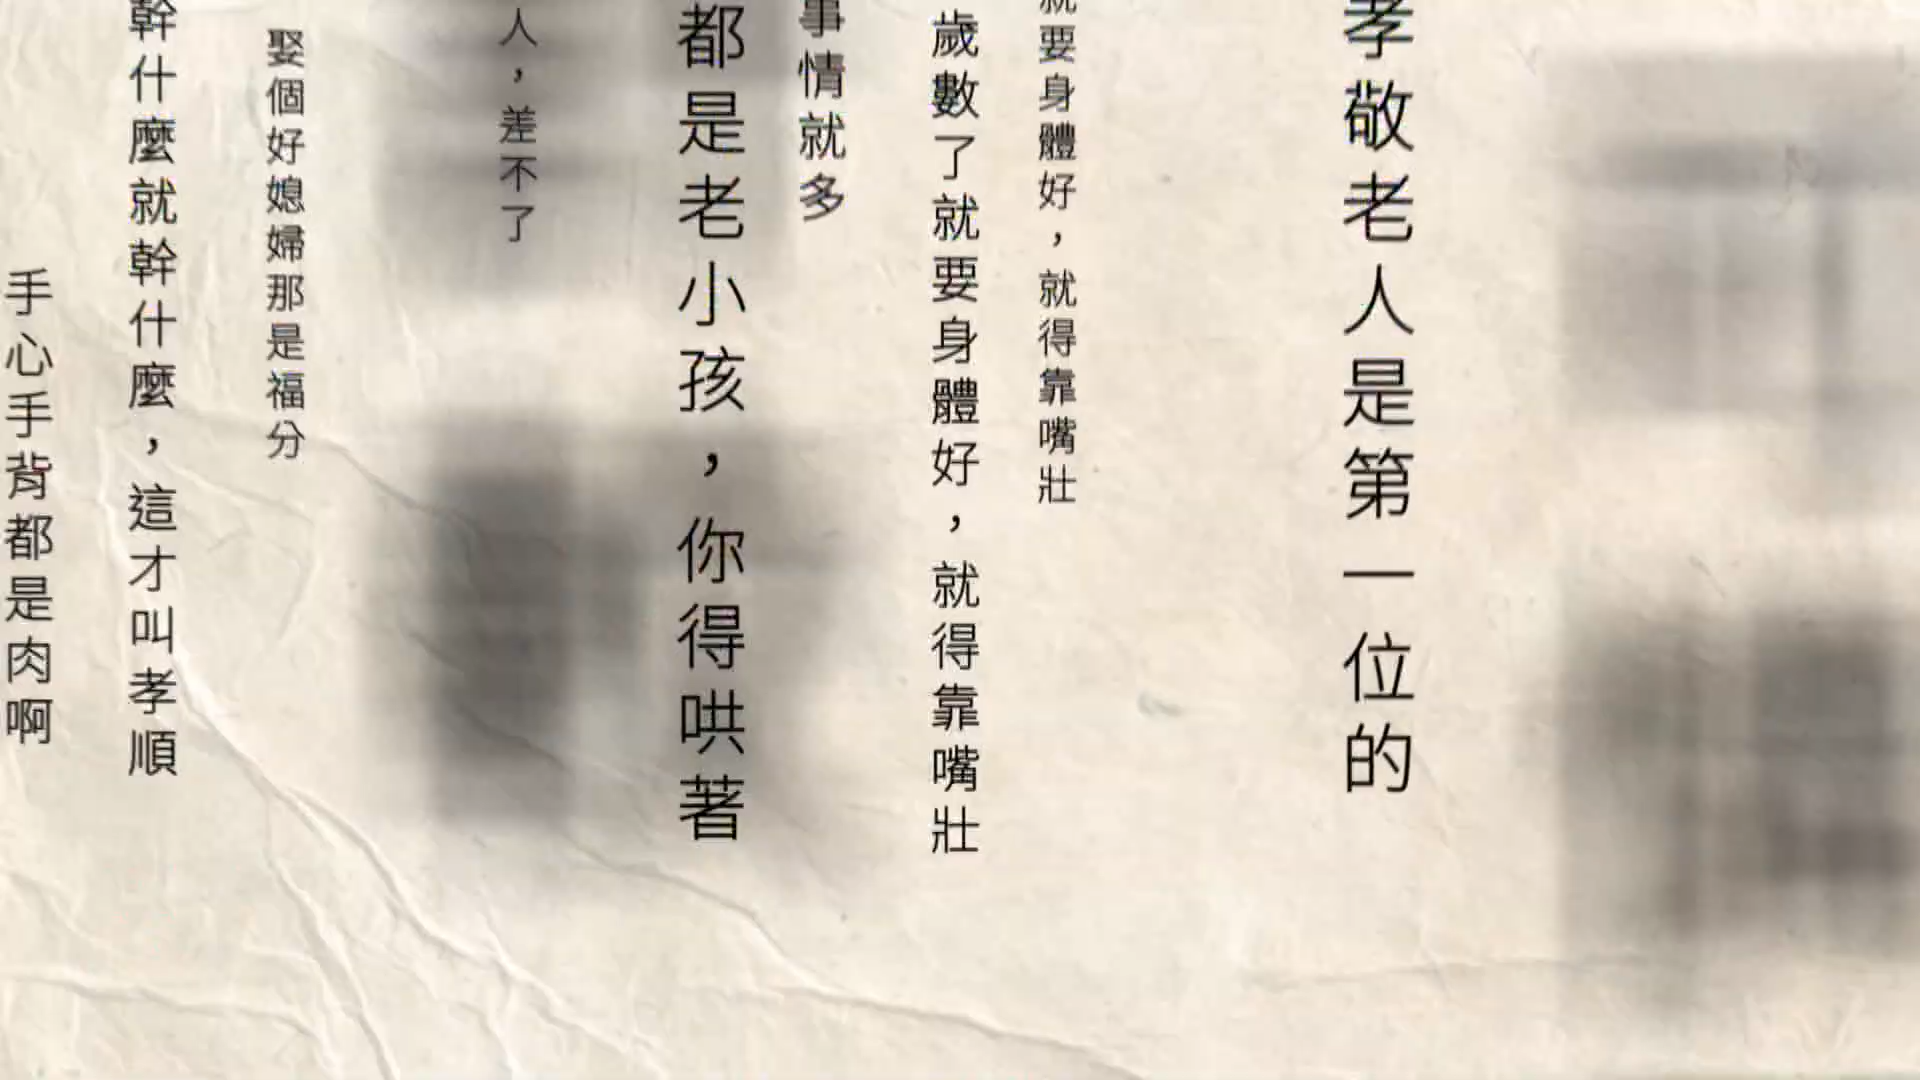 孝敬老人是第一位的
就要身體好，就得靠嘴壯
歲數了就要身體好，就得靠嘴壯
事情就多
都是老小孩，你得哄著
人，差不了
娶個好媳婦那是福分
幹什麼就幹什麼，這才叫孝順
手心手背都是肉啊